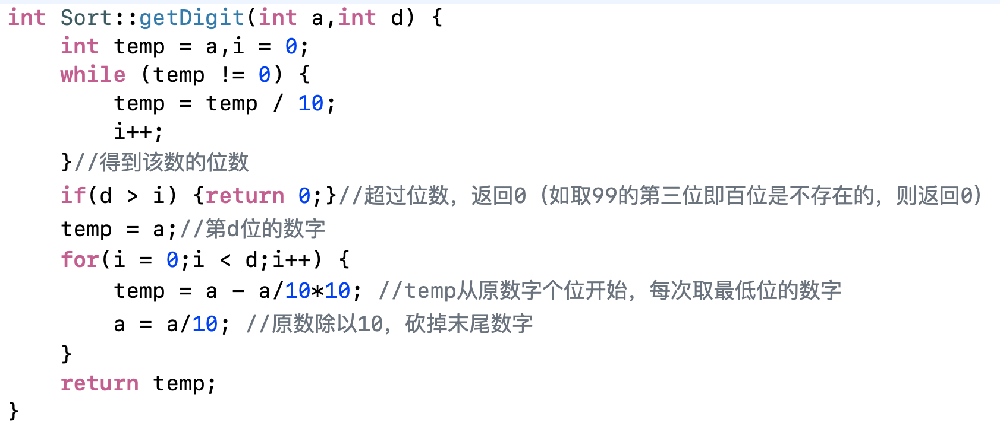 int Sort::getDigit(int a,int d) {
    int temp = a,i = 0;
    while (temp != 0) {
        temp = temp / 10;
        i++;
    }//得到该数的位数
    if(d > i) {return 0;}//超过位数，返回0（如取99的第三位即百位是不存在的，则返回0）
    temp = a;//第d位的数字
    for(i = 0;i < d;i++) {
        temp = a - a/10*10; //temp从原数字个位开始，每次取最低位的数字
        a = a/10; //原数除以10，砍掉末尾数字
    }
    return temp;
}